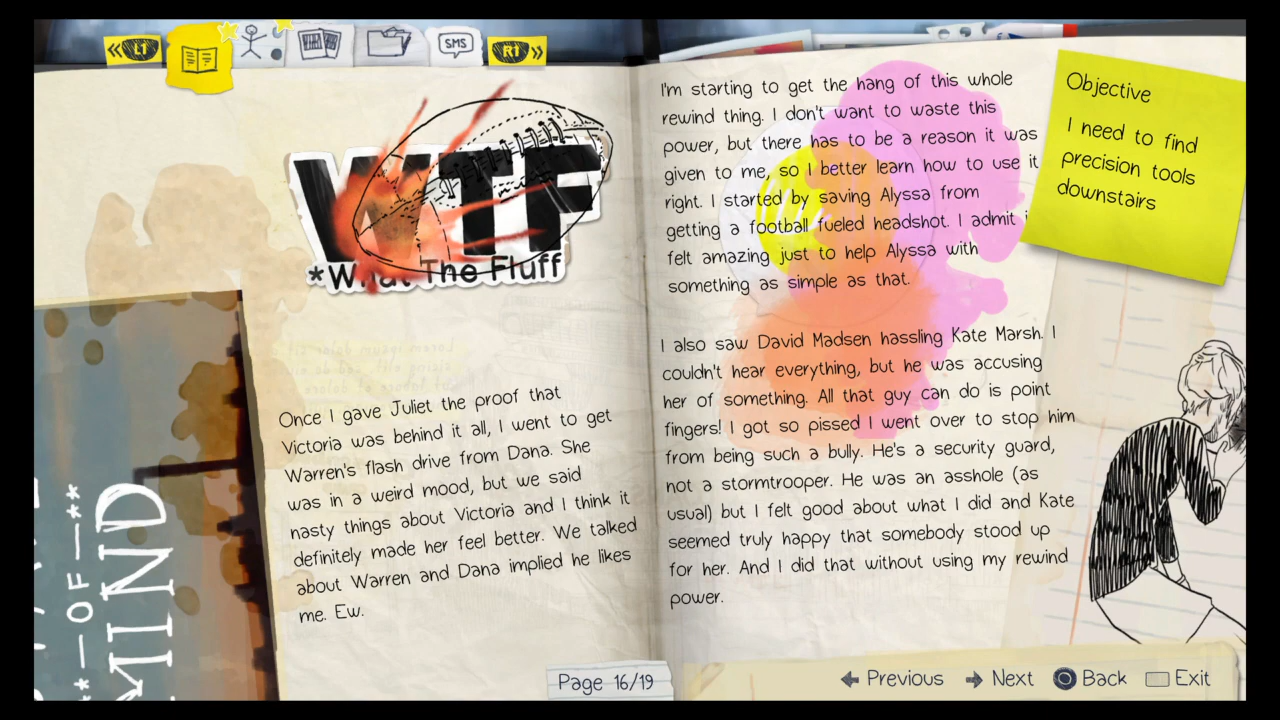 L1
SMS
R1
WTF
*What The Fluff
Once I gave Juliet the proof that
Victoria was behind it all, I went to get
Warren's flash drive from Dana. She
was in a weird mood, but we said
nasty things about Victoria and I think it
definitely made her feel better. We talked
about Warren and Dana implied he likes
me. Ew.
OF
MIND
I'm starting to get the hang of this whole
rewind thing. I don't want to waste this
power, but there has to be a reason it was
given to me, so I better learn how to use it
right. I started by saving Alyssa from
getting a football fueled headshot. I admit
felt amazing just to help Alyssa with
something as simple as that.
I also saw David Madsen hassling Kate Marsh. I
couldn't hear everything, but he was accusing
her of something. All that guy can do is point
fingers! I got so pissed I went over to stop him
from being such a bully. He's a security guard,
not a stormtrooper. He was an asshole (as
usual) but I felt good about what I did and Kate
seemed truly happy that somebody stood up
for her. And I did that without using my rewind
power.
Objective
I need to find
precision tools
downstairs
Page 16/19
Previous
Next
Back
Exit